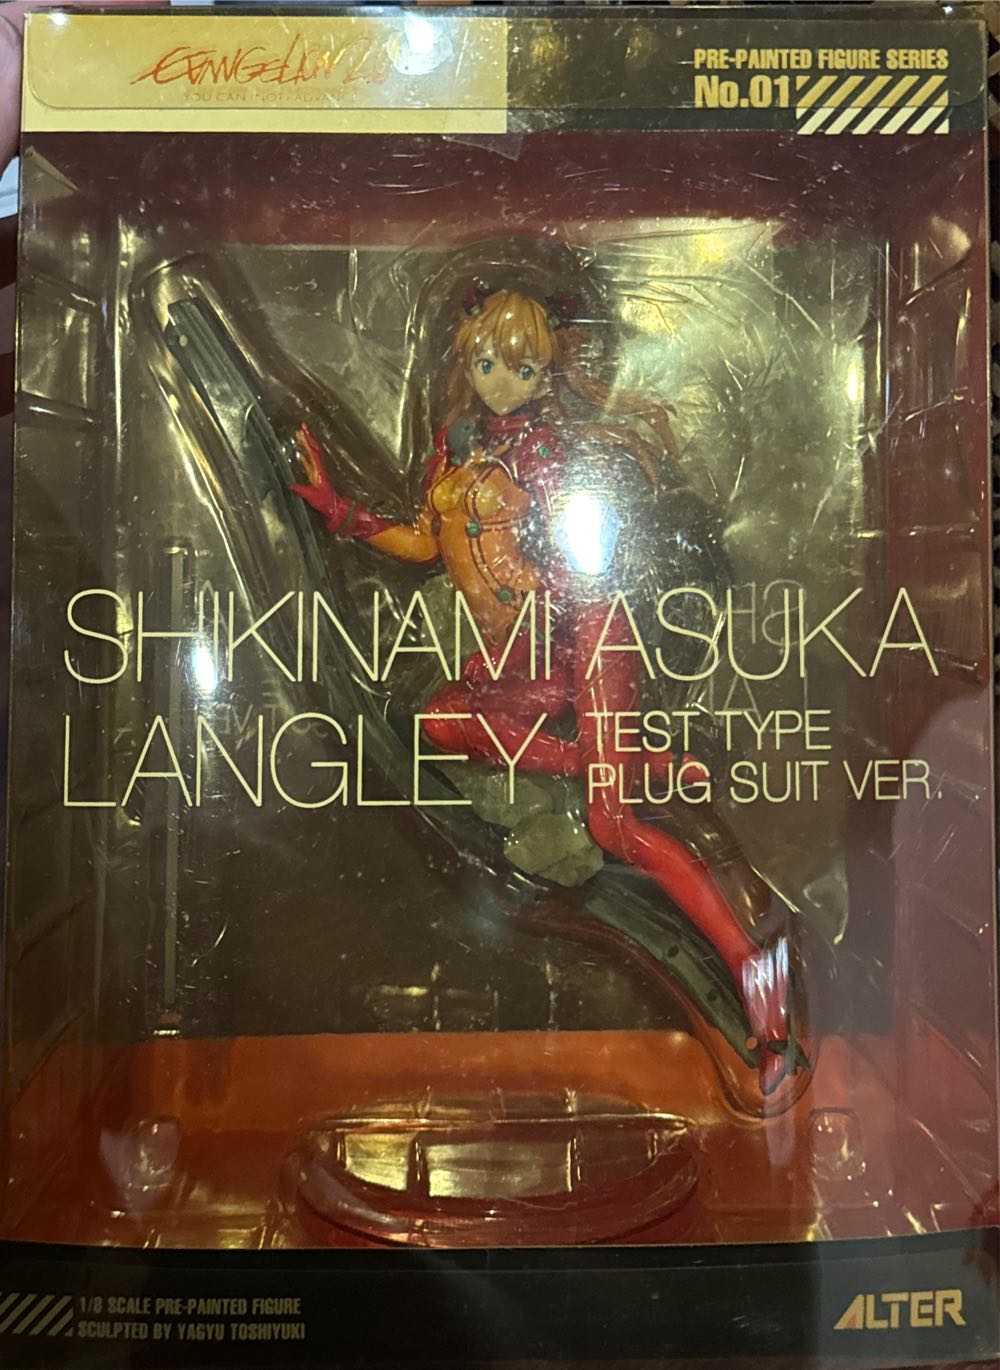 EVANGELION 2.0
YOU CAN (NOT) ADVANCE.
PRE-PAINTED FIGURE SERIES
No.01
SHIKINAMI ASUKA
LANGLEY TEST TYPE
PLUG SUIT VER.
1/8 SCALE PRE-PAINTED FIGURE
SCULPTED BY YAGYU TOSHIYUKI
ALTER